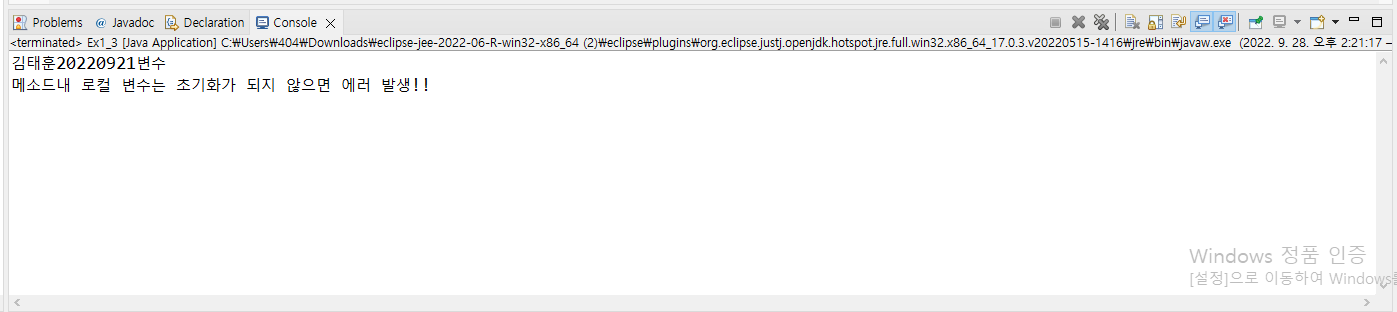 Problems @ Javadoc Declaration Console
<terminated> Ex1_3 [Java Application] C:₩Users₩404₩Downloads₩eclipse-jee-2022-06-R-win32-x86_64 (2)₩eclipse₩plugins₩org.eclipse.justj.openjdk.hotspot.jre.full.win32.x86_64_17.0.3.v20220515-1416₩jre₩bin₩javaw.exe (2022. 9. 28. 오후 2:21:17 –
김태훈20220921변수
메소드내 로컬 변수는 초기화가 되지 않으면 에러 발생!!
Windows 정품 인증
[설정]으로 이동하여 Windows를